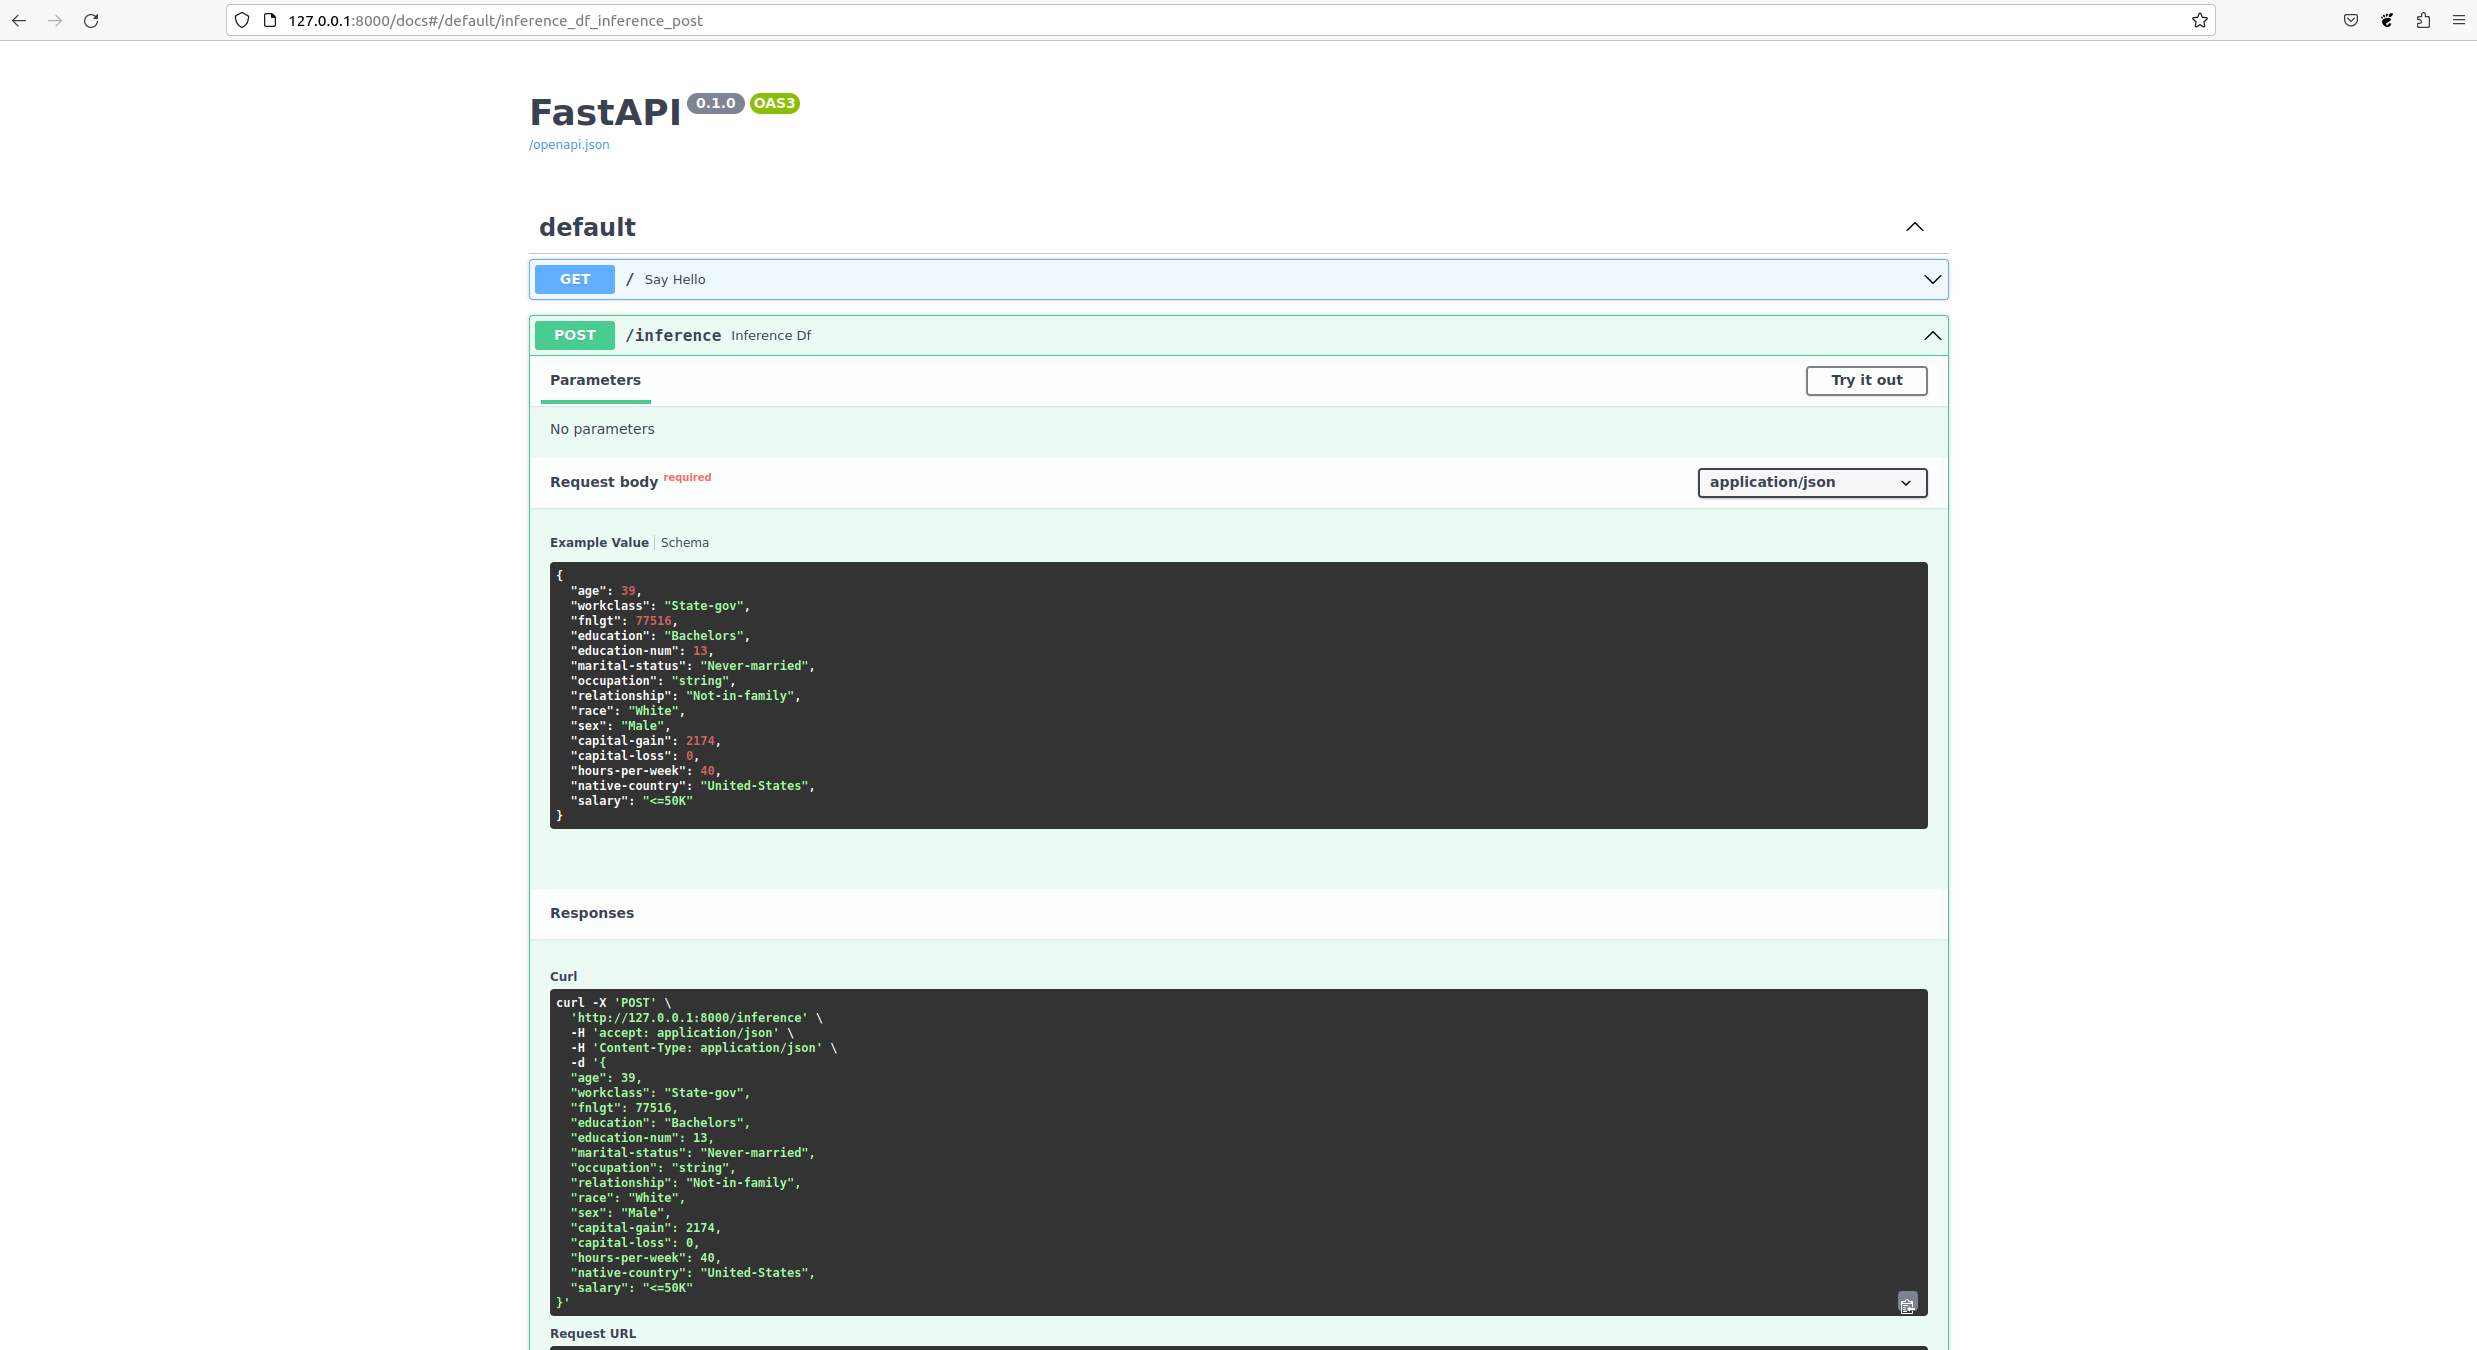 127.0.0.1:8000/docs#/default/inference_df_inference_post
FastAPI 0.1.0 OAS3
/openapi.json
default
GET / Say Hello
POST /inference Inference Df
Parameters
Try it out
No parameters
Request body required
application/json
Example Value Schema
{
  "age": 39,
  "workclass": "State-gov",
  "fnlgt": 77516,
  "education": "Bachelors",
  "education-num": 13,
  "marital-status": "Never-married",
  "occupation": "string",
  "relationship": "Not-in-family",
  "race": "White",
  "sex": "Male",
  "capital-gain": 2174,
  "capital-loss": 0,
  "hours-per-week": 40,
  "native-country": "United-States",
  "salary": "<=50K"
}
Responses
Curl
curl -X 'POST' \
  'http://127.0.0.1:8000/inference' \
  -H 'accept: application/json' \
  -H 'Content-Type: application/json' \
  -d '{
  "age": 39,
  "workclass": "State-gov",
  "fnlgt": 77516,
  "education": "Bachelors",
  "education-num": 13,
  "marital-status": "Never-married",
  "occupation": "string",
  "relationship": "Not-in-family",
  "race": "White",
  "sex": "Male",
  "capital-gain": 2174,
  "capital-loss": 0,
  "hours-per-week": 40,
  "native-country": "United-States",
  "salary": "<=50K"
}'
Request URL